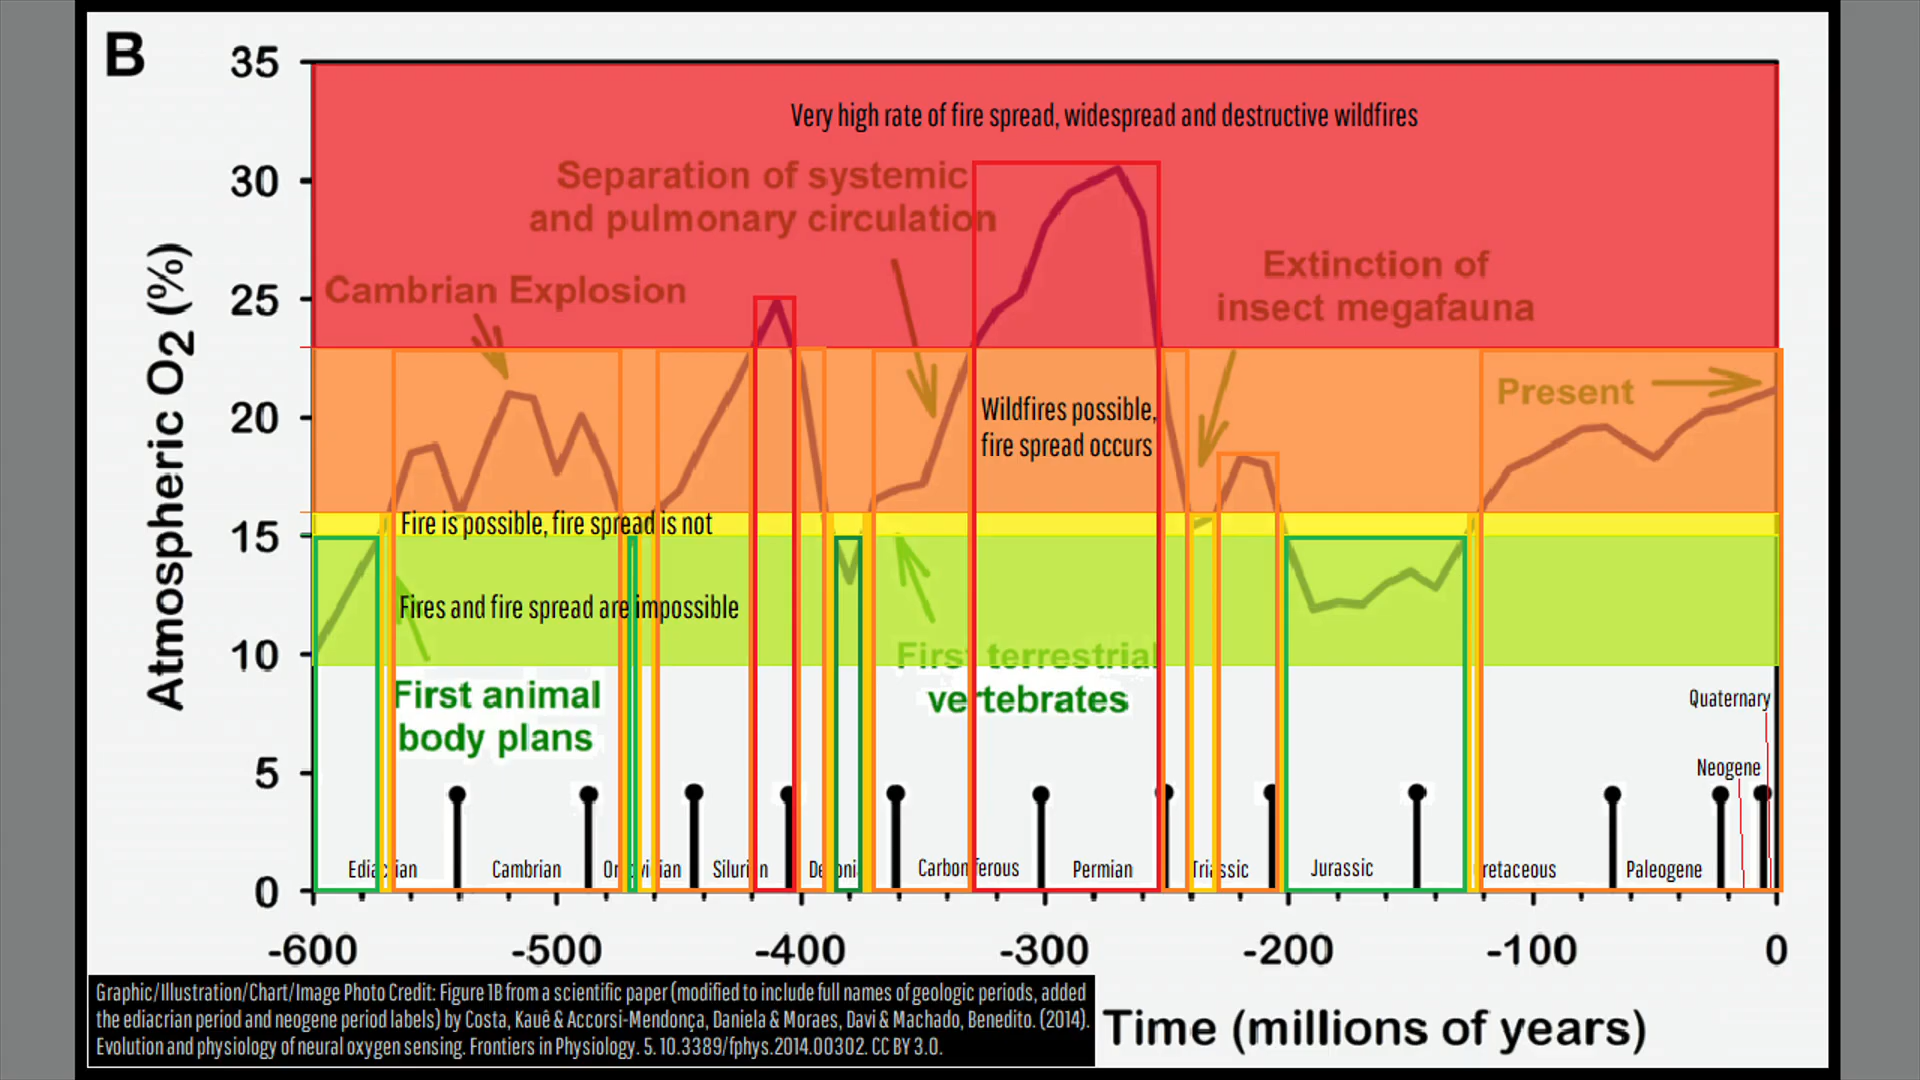 B
35
Very high rate of fire spread, widespread and destructive wildfires
30
Separation of systemic
and pulmonary circulation
Extinction of
insect megafauna
Cambrian Explosion
25
Present
20
Wildfires possible,
fire spread occurs
Atmospheric O2 (%)
15
Fire is possible, fire spread is not
Fires and fire spread are impossible
10
First terrestrial
vertebrates
First animal
body plans
Quaternary
5
Neogene
Ediacrian
Cambrian
Ordovician
Silurian
Devonian
Carboniferous
Permian
Triassic
Jurassic
Cretaceous
Paleogene
0
-600
-500
-400
-300
-200
-100
0
Time (millions of years)
Graphic/Illustration/Chart/Image Photo Credit: Figure 1B from a scientific paper (modified to include full names of geologic periods, added
the ediacrian period and neogene period labels) by Costa, Kauê & Accorsi-Mendonça, Daniela & Moraes, Davi & Machado, Benedito. (2014).
Evolution and physiology of neural oxygen sensing. Frontiers in Physiology. 5. 10.3389/fphys.2014.00302. CC BY 3.0.